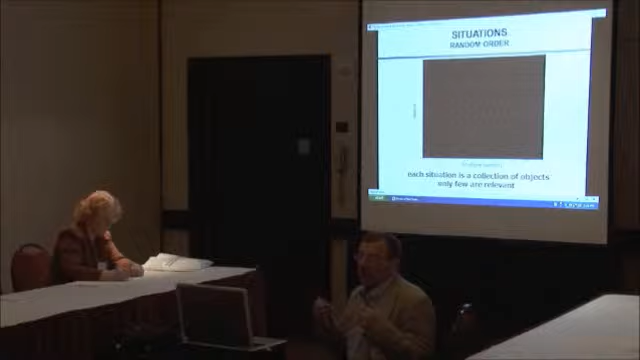 SITUATIONS
RANDOM ORDER
each situation is a collection of objects
only few are relevant